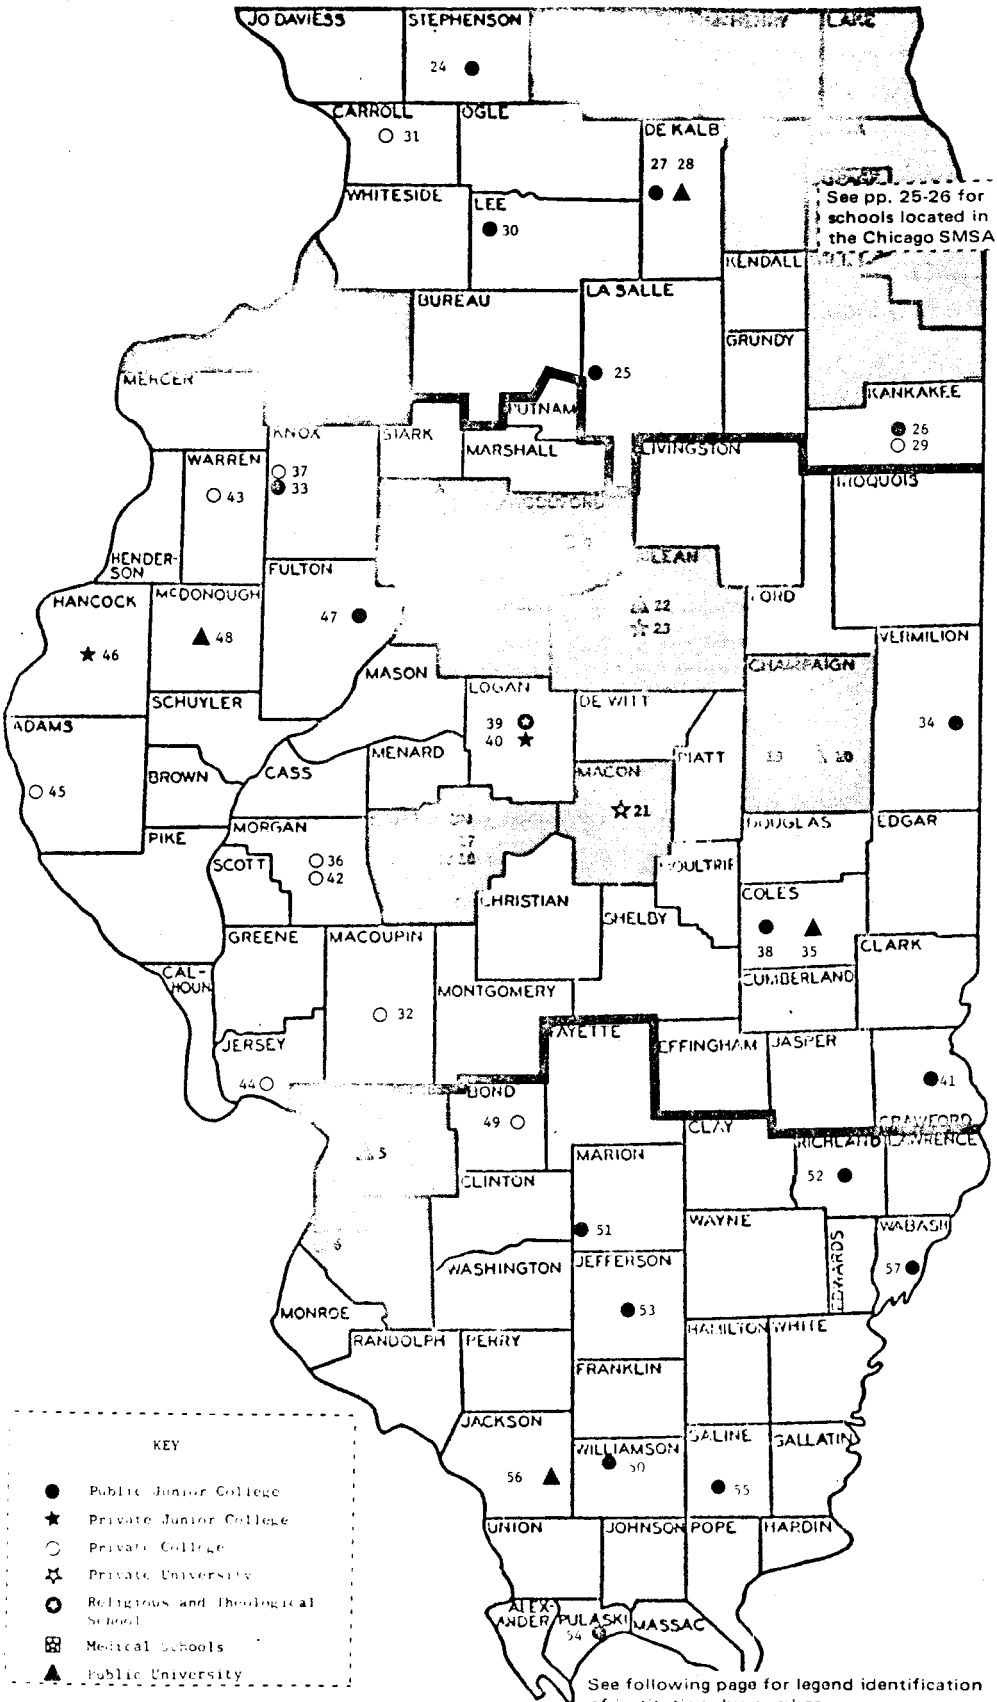 JO DAVIESS
STEPHENSON
LAKE
24
CARROLL
OGLE
31
DE KALB
27 28
WHITESIDE
LEE
30
See pp. 25-26 for
schools located in
the Chicago SMSA
KENDALL
BUREAU
LA SALLE
GRUNDY
MERCER
25
PUTNAM
KANKAKEE
26
29
KNOX
STARK
MARSHALL
LIVINGSTON
IROQUOIS
WARREN
37
33
43
HENDER-
SON
FULTON
HANCOCK
McDONOUGH
FORD
22
23
47
48
46
VERMILION
MASON
CHAMPAIGN
SCHUYLER
LOGAN
DE WITT
ADAMS
39
40
34
MENARD
PIATT
BROWN
CASS
MACON
45
21
20
MORGAN
DOUGLAS
EDGAR
PIKE
SCOTT
36
42
MOULTRIE
CHRISTIAN
COLES
SHELBY
38 35
GREENE
MACOUPIN
CLARK
CAL-
HOUN
CUMBERLAND
MONTGOMERY
32
FAYETTE
EFFINGHAM
JASPER
JERSEY
44
BOND
41
49
CLAY
CRAWFORD
RICHLAND
LAWRENCE
5
MARION
52
CLINTON
WAYNE
WABASH
51
6
WASHINGTON
JEFFERSON
EDWARDS
57
MONROE
53
RANDOLPH
PERRY
HAMILTON
WHITE
FRANKLIN
JACKSON
WILLIAMSON
SALINE
GALLATIN
50
56
55
UNION
JOHNSON
POPE
HARDIN
ALEX-
ANDER
PULASKI
MASSAC
54
KEY
Public Junior College
Private Junior College
Private College
Private University
Religious and Theological
School
Medical Schools
Public University
See following page for legend identification